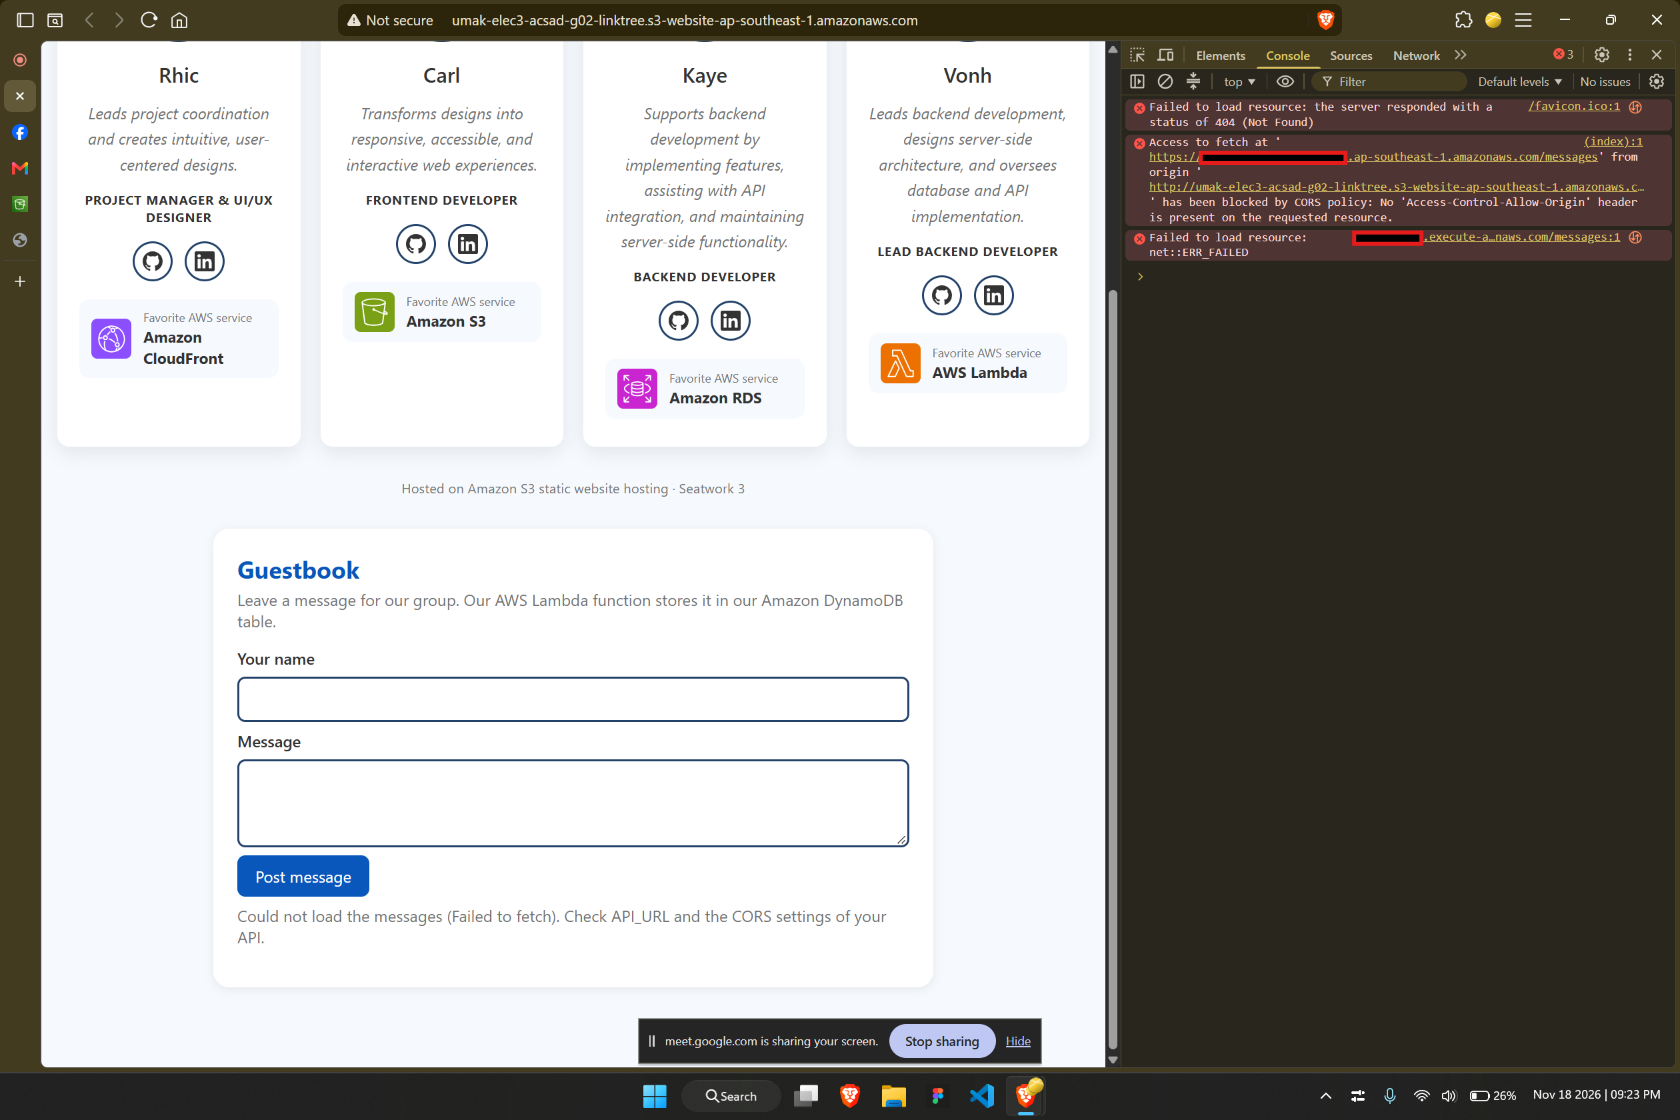 Not secure
umak-elec3-acsad-g02-linktree.s3-website-ap-southeast-1.amazonaws.com
Rhic
Leads project coordination
and creates intuitive, user-
centered designs.
PROJECT MANAGER & UI/UX
DESIGNER
Favorite AWS service
Amazon
CloudFront
Carl
Transforms designs into
responsive, accessible, and
interactive web experiences.
FRONTEND DEVELOPER
Favorite AWS service
Amazon S3
Kaye
Supports backend
development by
implementing features,
assisting with API
integration, and maintaining
server-side functionality.
BACKEND DEVELOPER
Favorite AWS service
Amazon RDS
Vonh
Leads backend development,
designs server-side
architecture, and oversees
database and API
implementation.
LEAD BACKEND DEVELOPER
Favorite AWS service
AWS Lambda
Hosted on Amazon S3 static website hosting · Seatwork 3
Guestbook
Leave a message for our group. Our AWS Lambda function stores it in our Amazon DynamoDB
table.
Your name
Message
Post message
Could not load the messages (Failed to fetch). Check API_URL and the CORS settings of your
API.
meet.google.com is sharing your screen. Stop sharing Hide
Elements Console Sources Network 3
top Filter Default levels No issues
Failed to load resource: the server responded with a /favicon.ico:1
status of 404 (Not Found)
Access to fetch at ' (index):1
https:/ .ap-southeast-1.amazonaws.com/messages' from
origin '
http://umak-elec3-acsad-g02-linktree.s3-website-ap-southeast-1.amazonaws.c…
' has been blocked by CORS policy: No 'Access-Control-Allow-Origin' header
is present on the requested resource.
Failed to load resource: .execute-a…naws.com/messages:1
net::ERR_FAILED
Search
26%
Nov 18 2026 | 09:23 PM